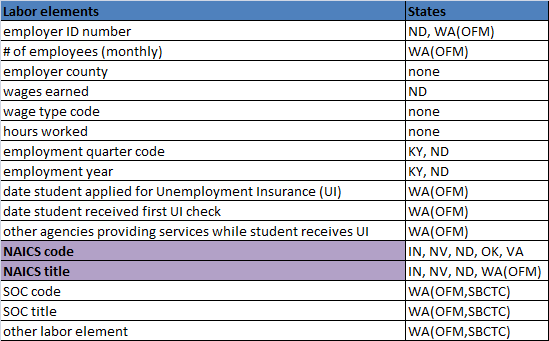 Labor elements States
employer ID number ND, WA(OFM)
# of employees (monthly) WA(OFM)
employer county none
wages earned ND
wage type code none
hours worked none
employment quarter code KY, ND
employment year KY, ND
date student applied for Unemployment Insurance (UI) WA(OFM)
date student received first UI check WA(OFM)
other agencies providing services while student receives UI WA(OFM)
NAICS code IN, NV, ND, OK, VA
NAICS title IN, NV, ND, WA(OFM)
SOC code WA(OFM,SBCTC)
SOC title WA(OFM,SBCTC)
other labor element WA(OFM,SBCTC)